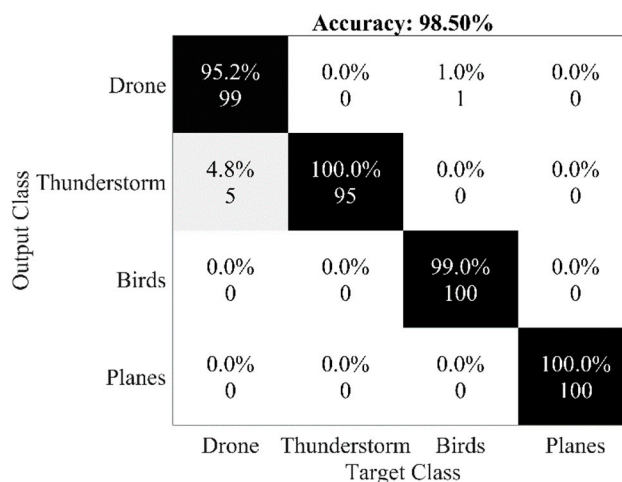 Accuracy: 98.50%
Output Class
Drone
95.2% 0.0% 1.0% 0.0%
99 0 1 0
Thunderstorm
4.8% 100.0% 0.0% 0.0%
5 95 0 0
Birds
0.0% 0.0% 99.0% 0.0%
0 0 100 0
Planes
0.0% 0.0% 0.0% 100.0%
0 0 0 100
Drone Thunderstorm Birds Planes
Target Class